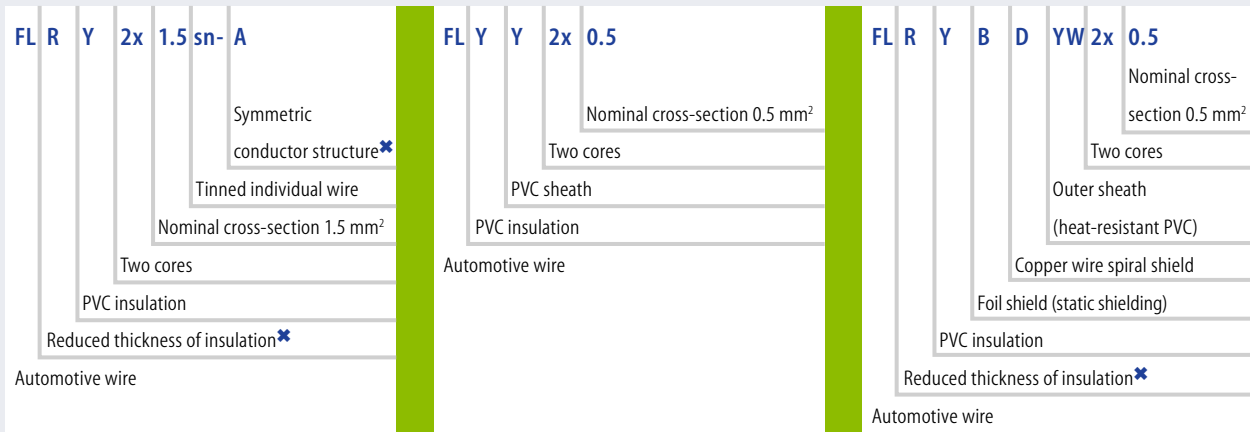 FL R Y 2x 1.5 sn- A
Symmetric
conductor structure✖
Tinned individual wire
Nominal cross-section 1.5 mm²
Two cores
PVC insulation
Reduced thickness of insulation✖
Automotive wire
FL Y Y 2x 0.5
Nominal cross-section 0.5 mm²
Two cores
PVC sheath
PVC insulation
Automotive wire
FL R Y B D YW 2x 0.5
Nominal cross-
section 0.5 mm²
Two cores
Outer sheath
(heat-resistant PVC)
Copper wire spiral shield
Foil shield (static shielding)
PVC insulation
Reduced thickness of insulation✖
Automotive wire